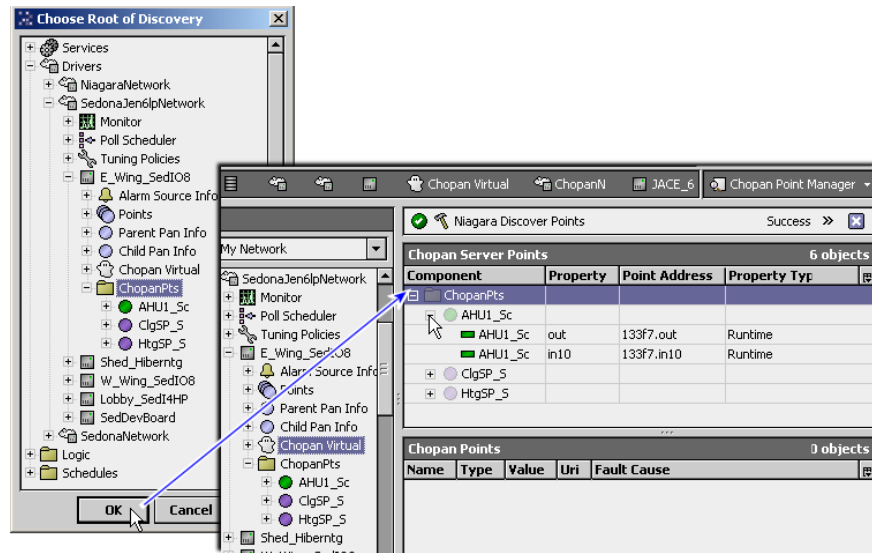 Choose Root of Discovery
Services
Drivers
NiagaraNetwork
SedonaJen6lpNetwork
Monitor
Poll Scheduler
Tuning Policies
E_Wing_SedIO8
Alarm Source Info
Points
Parent Pan Info
Child Pan Info
Chopan Virtual
ChopanPts
AHU1_Sc
ClgSP_S
HtgSP_S
Shed_Hiberntg
W_Wing_SedIO8
Lobby_SedI4HP
SedDevBoard
SedonaNetwork
Logic
Schedules
OK
Cancel
Chopan Virtual ChopanN JACE_6 Chopan Point Manager
Niagara Discover Points Success »
My Network
SedonaJen6lpNetwork
Monitor
Poll Scheduler
Tuning Policies
E_Wing_SedIO8
Alarm Source Info
Points
Parent Pan Info
Child Pan Info
Chopan Virtual
ChopanPts
AHU1_Sc
ClgSP_S
HtgSP_S
Shed_Hiberntg
Chopan Server Points 6 objects
Component Property Point Address Property Typ
ChopanPts
AHU1_Sc
AHU1_Sc out 133f7.out Runtime
AHU1_Sc in10 133f7.in10 Runtime
ClgSP_S
HtgSP_S
Chopan Points 0 objects
Name Type Value Uri Fault Cause